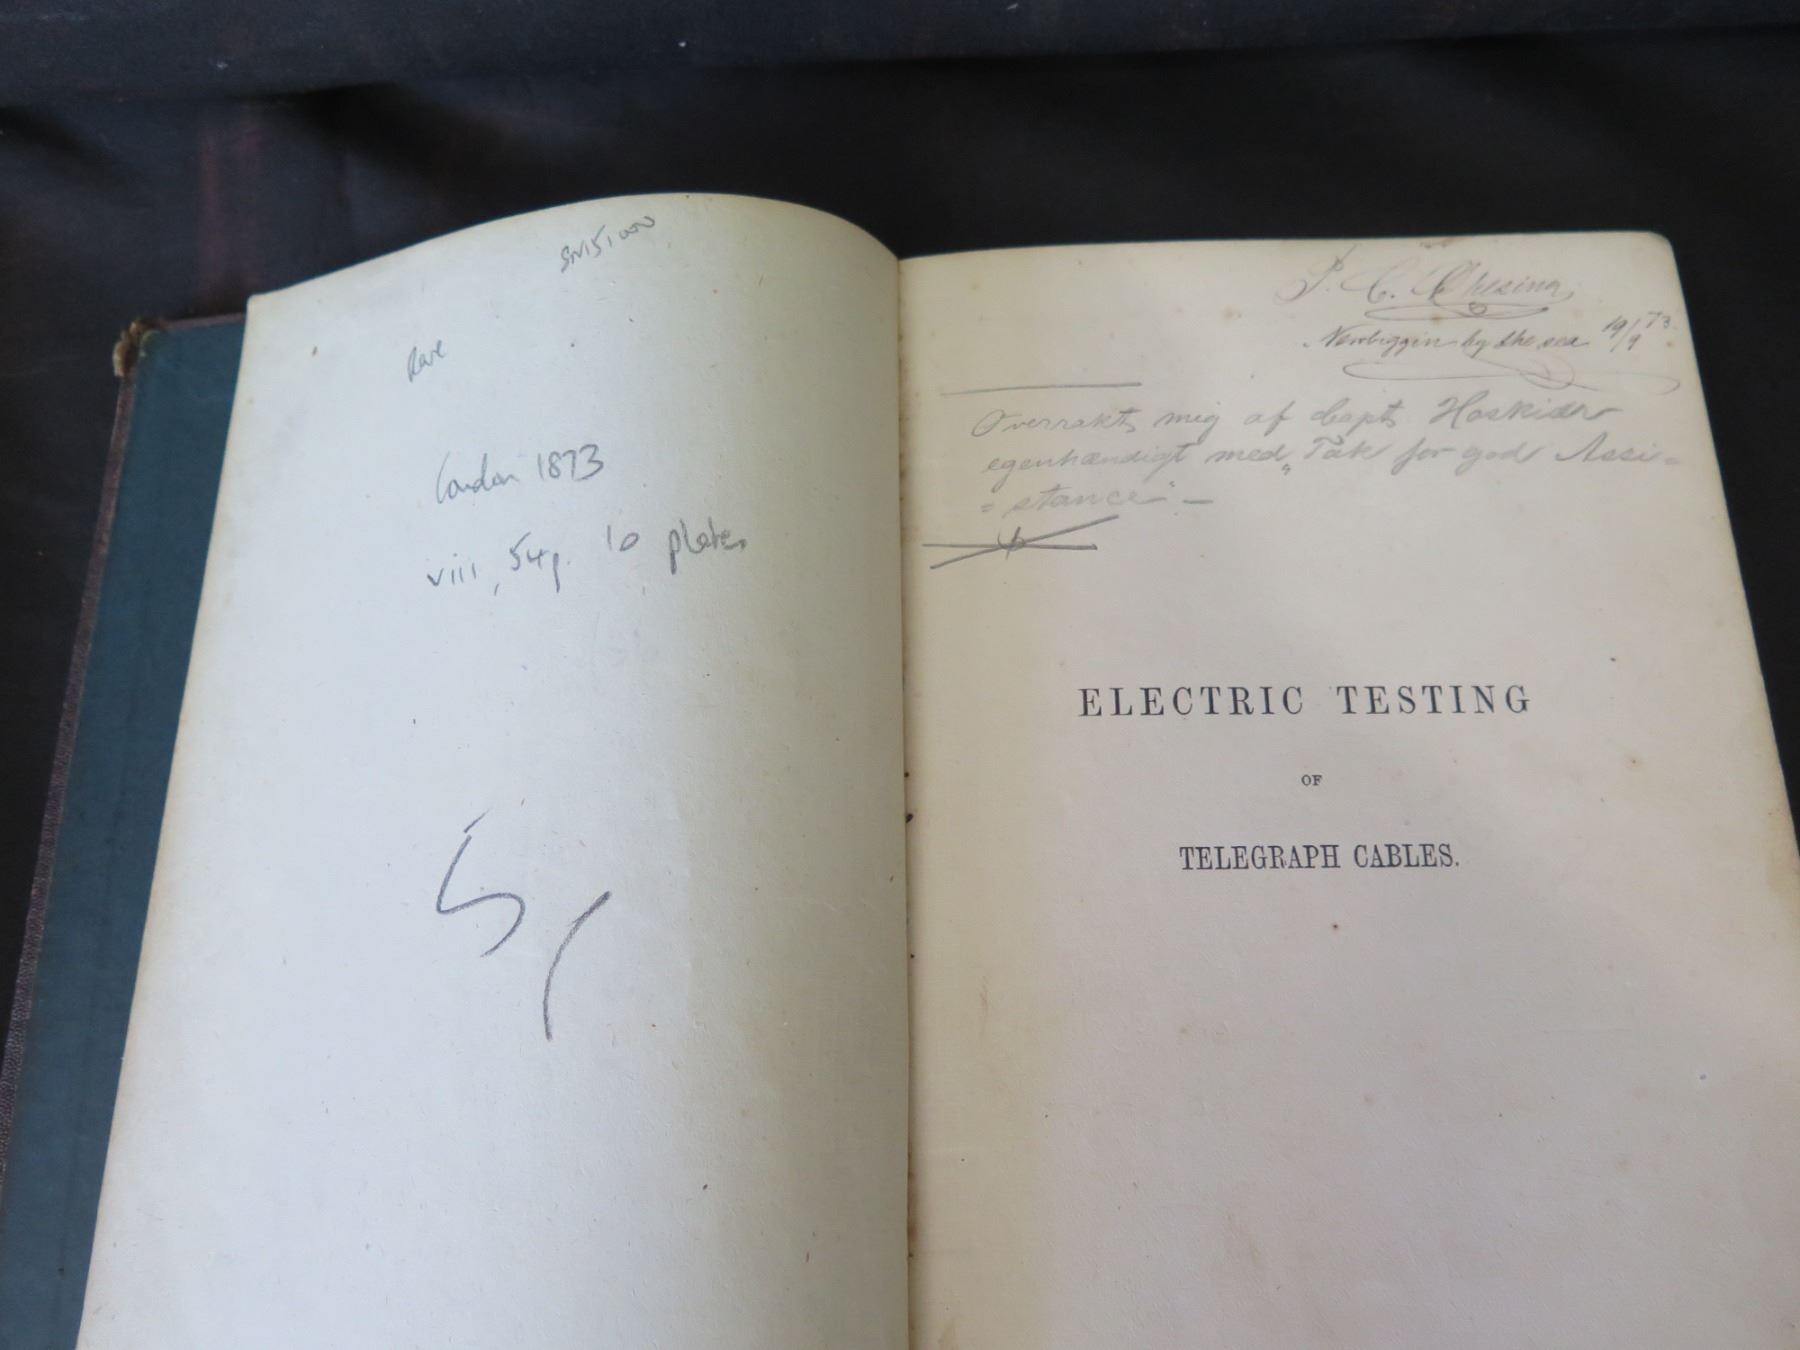 Rare
London 1873
viii, 54p. 10 plates
P. C.
Newbiggin by the sea 19/9 73.
Overrakt mig af Capt. Hoskiær
egenhændigt med "Tak for god Assi=
=stance" —
ELECTRIC TESTING
OF
TELEGRAPH CABLES.